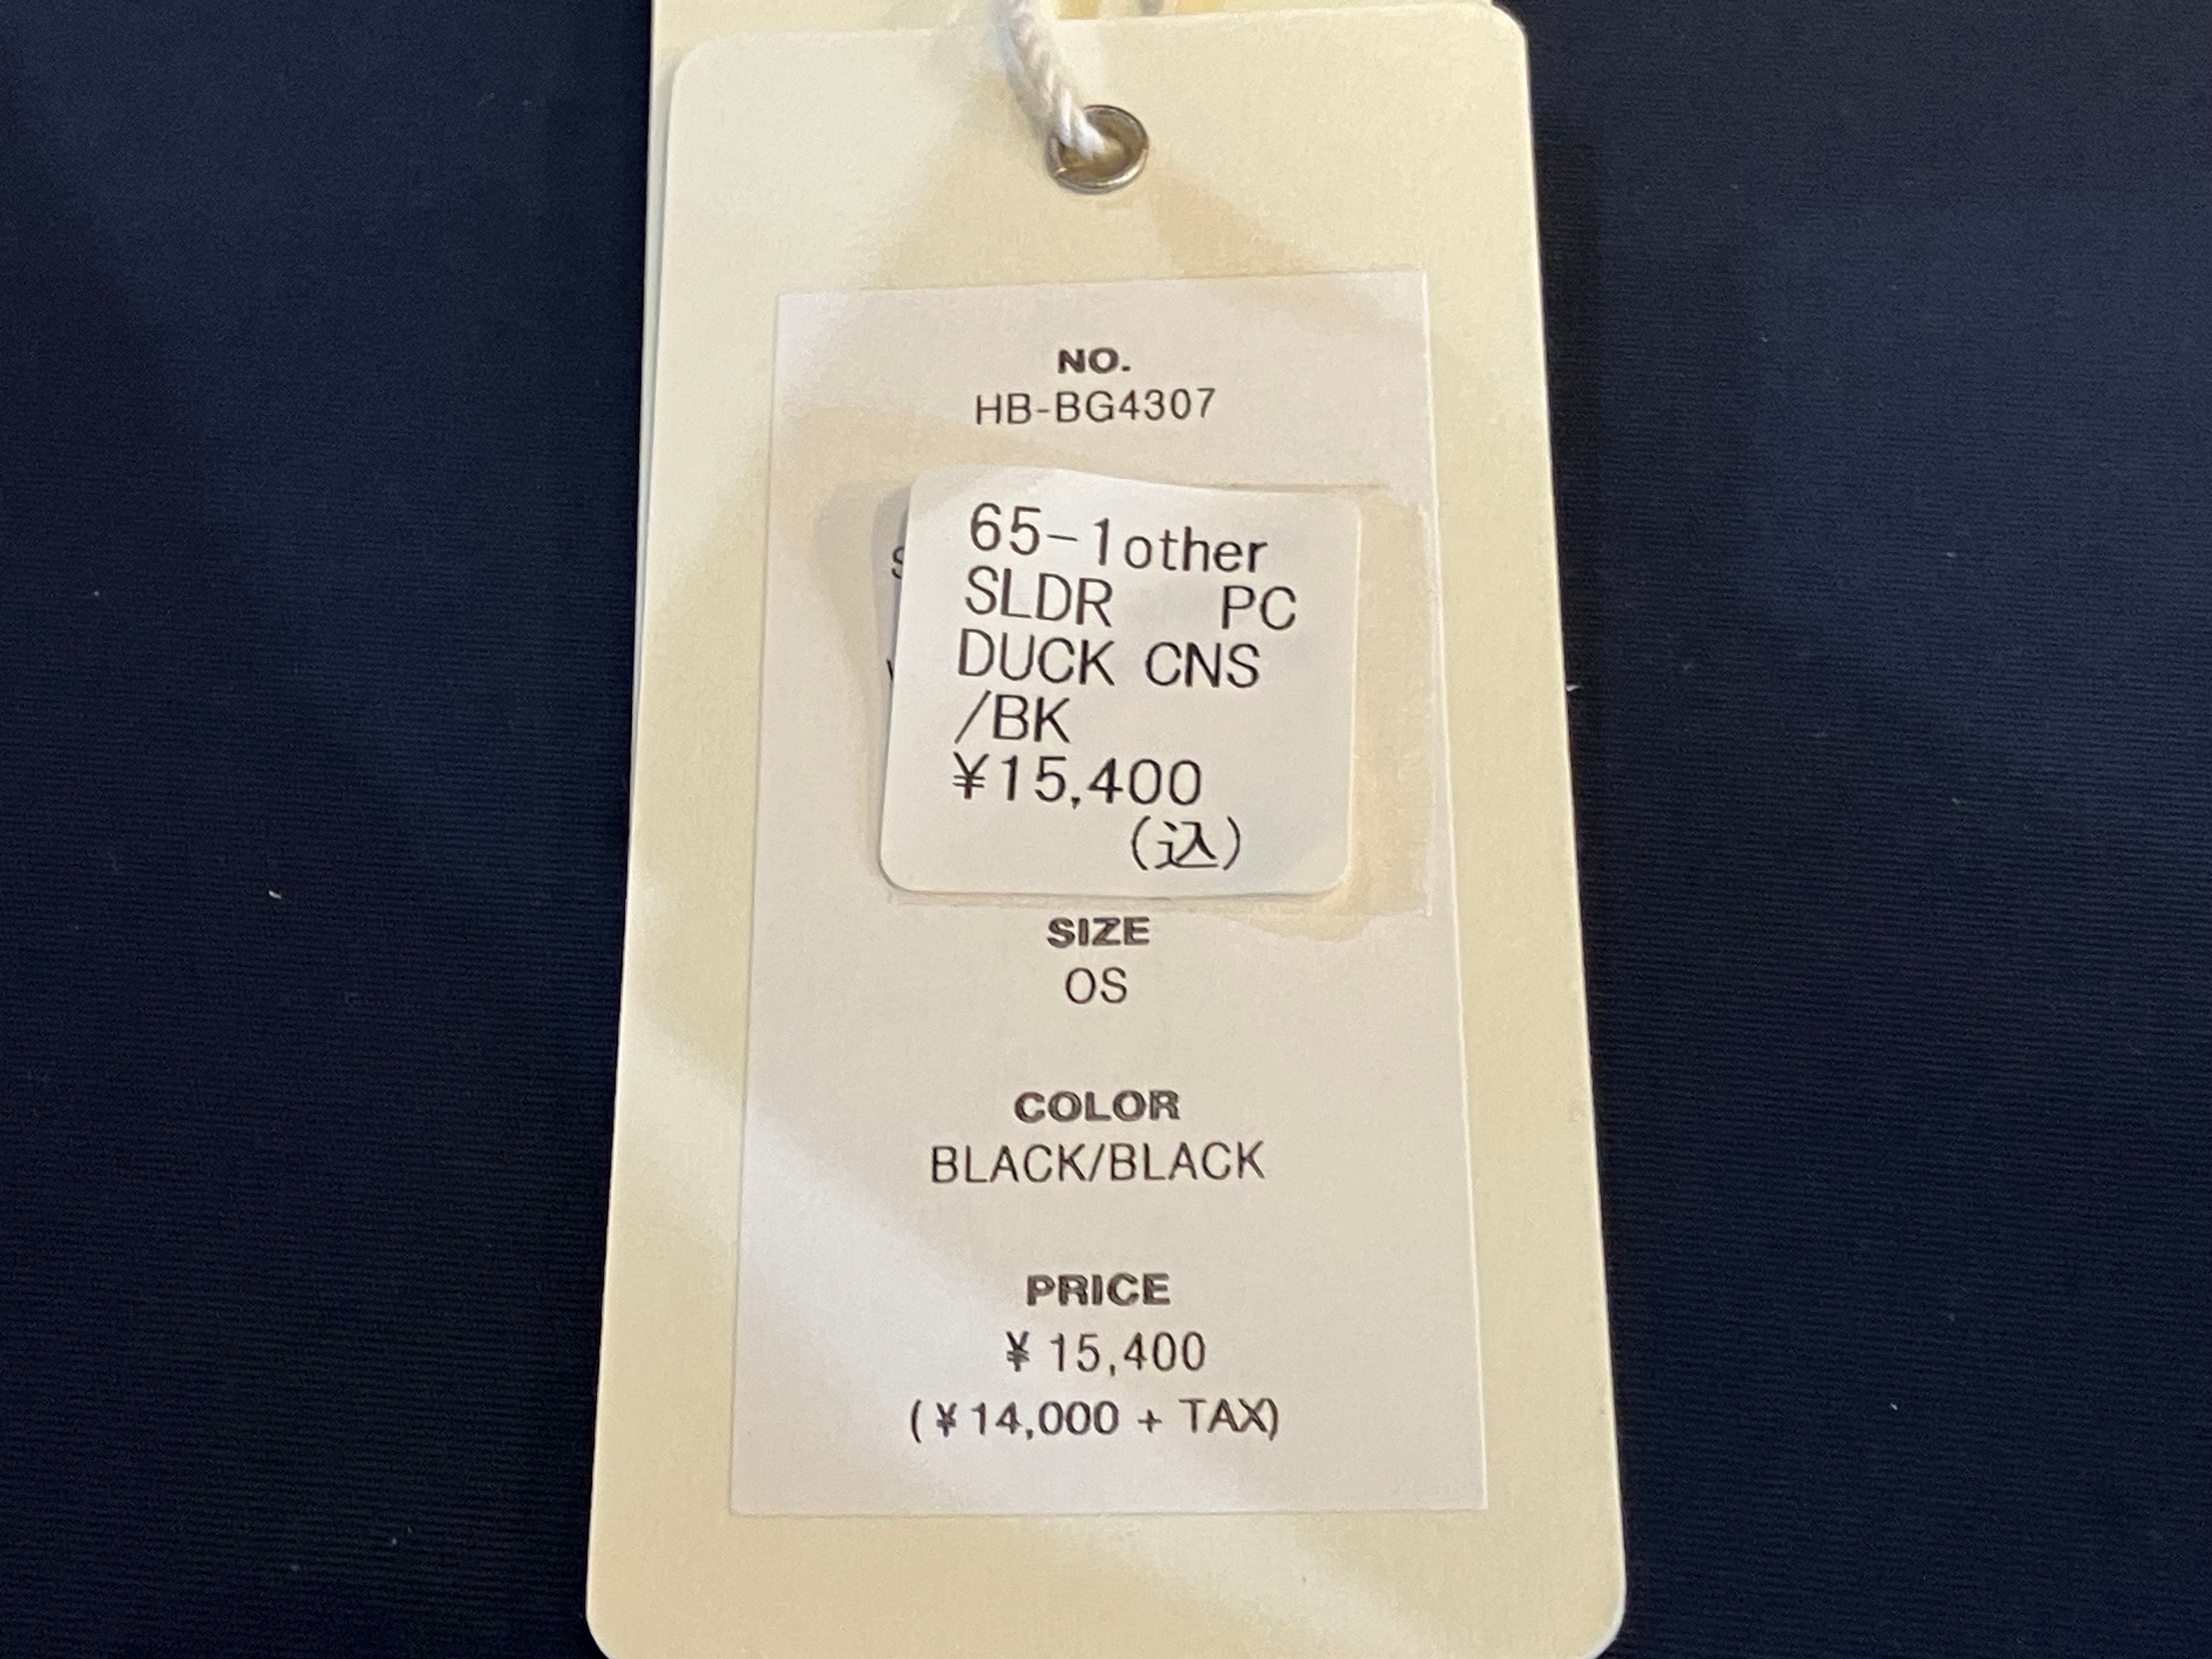 NO.
HB-BG4307
65-1other
SLDR PC
DUCK CNS
/BK
¥15,400
(込)
SIZE
OS
COLOR
BLACK/BLACK
PRICE
¥ 15,400
(¥14,000 + TAX)